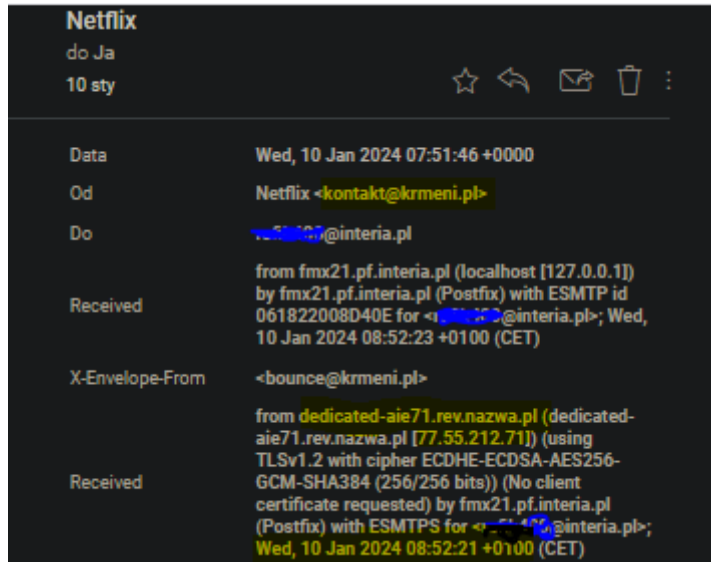 Netflix
do Ja
10 sty
Data Wed, 10 Jan 2024 07:51:46 +0000
Od Netflix <kontakt@krmeni.pl>
Do @interia.pl
from fmx21.pf.interia.pl (localhost [127.0.0.1])
by fmx21.pf.interia.pl (Postfix) with ESMTP id
Received 061822008D40E for < @interia.pl>; Wed,
10 Jan 2024 08:52:23 +0100 (CET)
X-Envelope-From <bounce@krmeni.pl>
from dedicated-aie71.rev.nazwa.pl (dedicated-
aie71.rev.nazwa.pl [77.55.212.71]) (using
TLSv1.2 with cipher ECDHE-ECDSA-AES256-
Received GCM-SHA384 (256/256 bits)) (No client
certificate requested) by fmx21.pf.interia.pl
(Postfix) with ESMTPS for < @interia.pl>;
Wed, 10 Jan 2024 08:52:21 +0100 (CET)